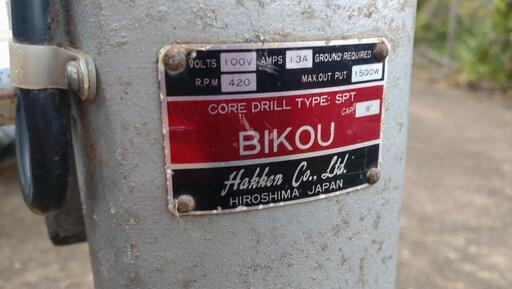 VOLTS 100V AMPS 13A GROUND REQUIRED
R.P.M 420 MAX. OUT PUT 1500W
CORE DRILL TYPE: SPT
CAP. 8"
BIKOU
Hakken Co., Ltd.
HIROSHIMA JAPAN